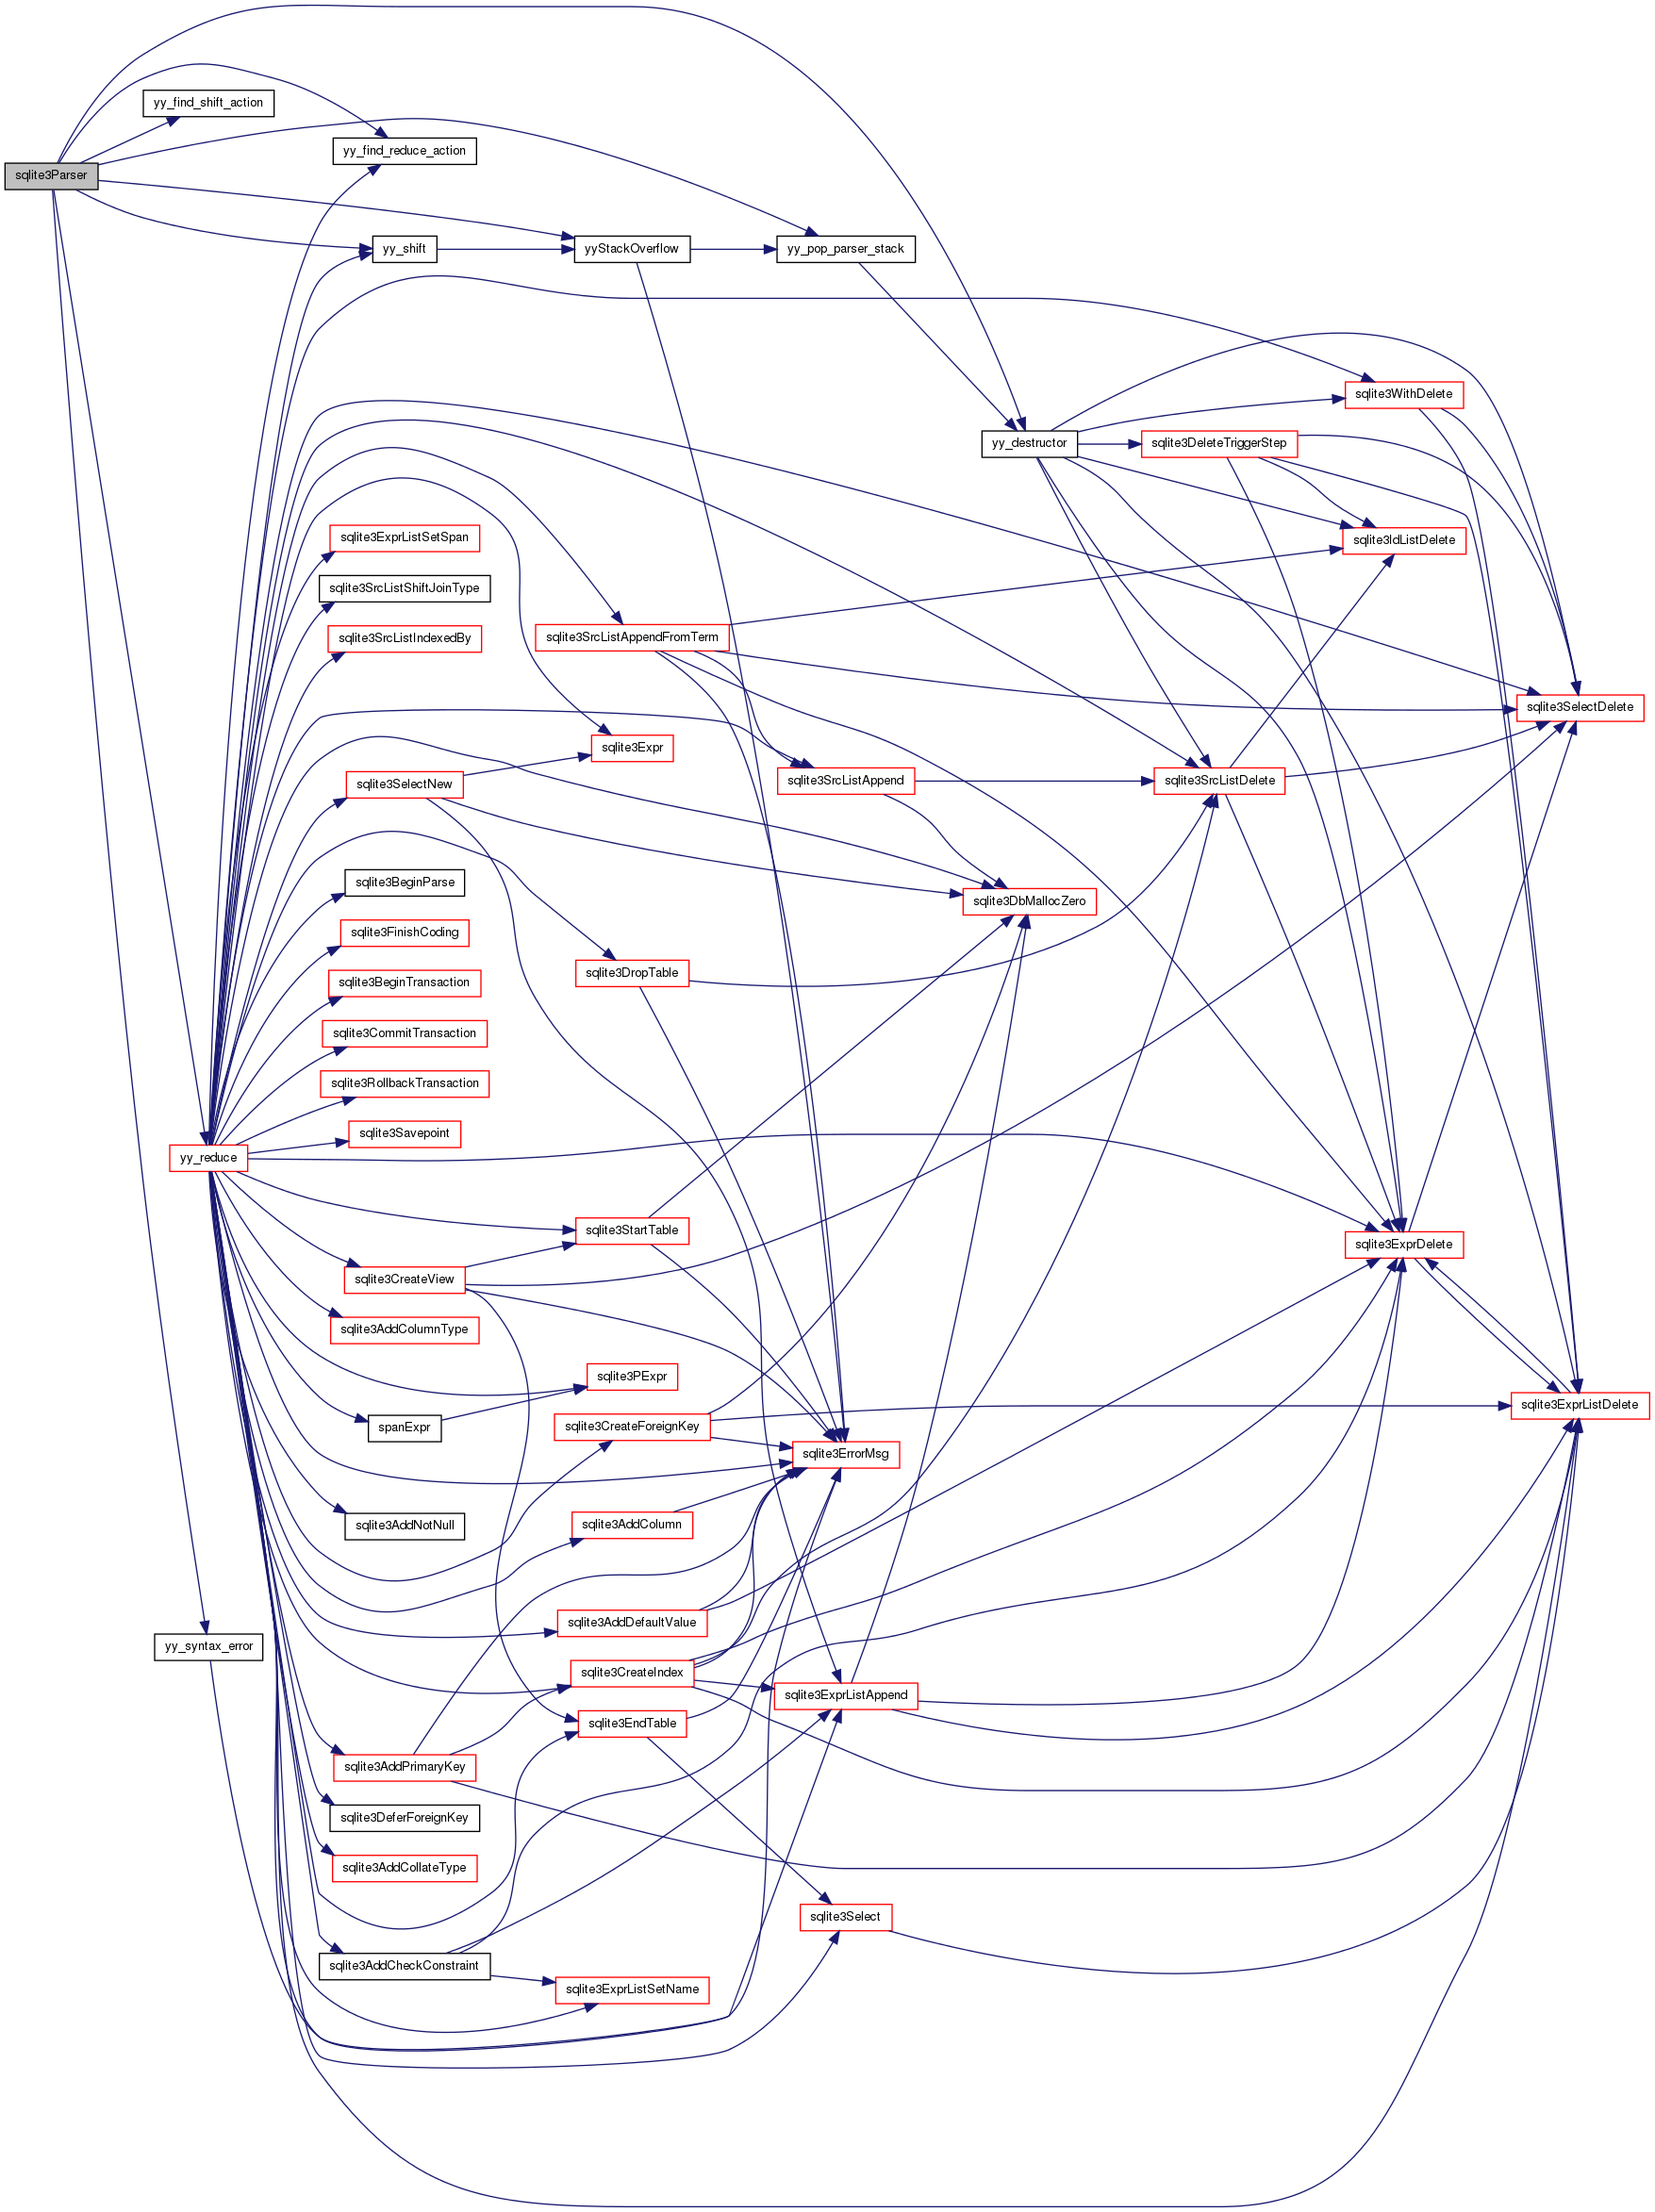 yy_find_shift_action
yy_find_reduce_action
sqlite3Parser
yy_shift
yyStackOverflow
yy_pop_parser_stack
sqlite3WithDelete
yy_destructor
sqlite3DeleteTriggerStep
sqlite3ExprListSetSpan
sqlite3IdListDelete
sqlite3SrcListShiftJoinType
sqlite3SrcListIndexedBy
sqlite3SrcListAppendFromTerm
sqlite3SelectDelete
sqlite3Expr
sqlite3SelectNew
sqlite3SrcListAppend
sqlite3SrcListDelete
sqlite3BeginParse
sqlite3DbMallocZero
sqlite3FinishCoding
sqlite3DropTable
sqlite3BeginTransaction
sqlite3CommitTransaction
sqlite3RollbackTransaction
sqlite3Savepoint
yy_reduce
sqlite3StartTable
sqlite3ExprDelete
sqlite3CreateView
sqlite3AddColumnType
sqlite3PExpr
sqlite3ExprListDelete
spanExpr
sqlite3CreateForeignKey
sqlite3ErrorMsg
sqlite3AddNotNull
sqlite3AddColumn
sqlite3AddDefaultValue
yy_syntax_error
sqlite3CreateIndex
sqlite3ExprListAppend
sqlite3EndTable
sqlite3AddPrimaryKey
sqlite3DeferForeignKey
sqlite3AddCollateType
sqlite3Select
sqlite3AddCheckConstraint
sqlite3ExprListSetName